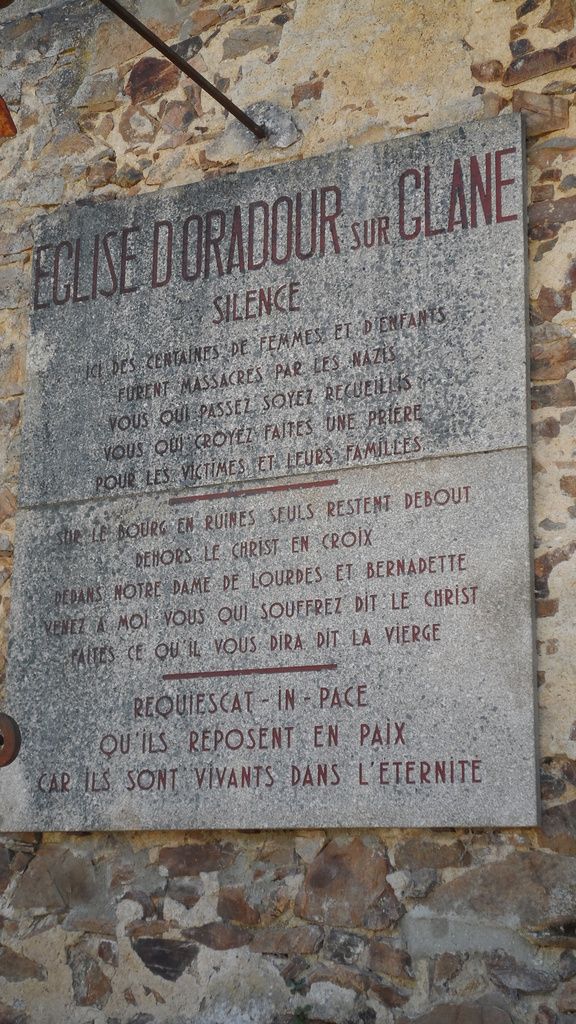 EGLISE D'ORADOUR SUR GLANE
SILENCE
ICI DES CENTAINES DE FEMMES ET D'ENFANTS
FURENT MASSACRES PAR LES NAZIS
VOUS QUI PASSEZ SOYEZ RECUEILLIS
VOUS QUI CROYEZ FAITES UNE PRIERE
POUR LES VICTIMES ET LEURS FAMILLES
SUR LE BOURG EN RUINES SEULS RESTENT DEBOUT
DEHORS LE CHRIST EN CROIX
DEDANS NOTRE DAME DE LOURDES ET BERNADETTE
VENEZ A MOI VOUS QUI SOUFFREZ DIT LE CHRIST
FAITES CE QU'IL VOUS DIRA DIT LA VIERGE
REQUIESCAT-IN-PACE
QU'ILS REPOSENT EN PAIX
CAR ILS SONT VIVANTS DANS L'ETERNITE